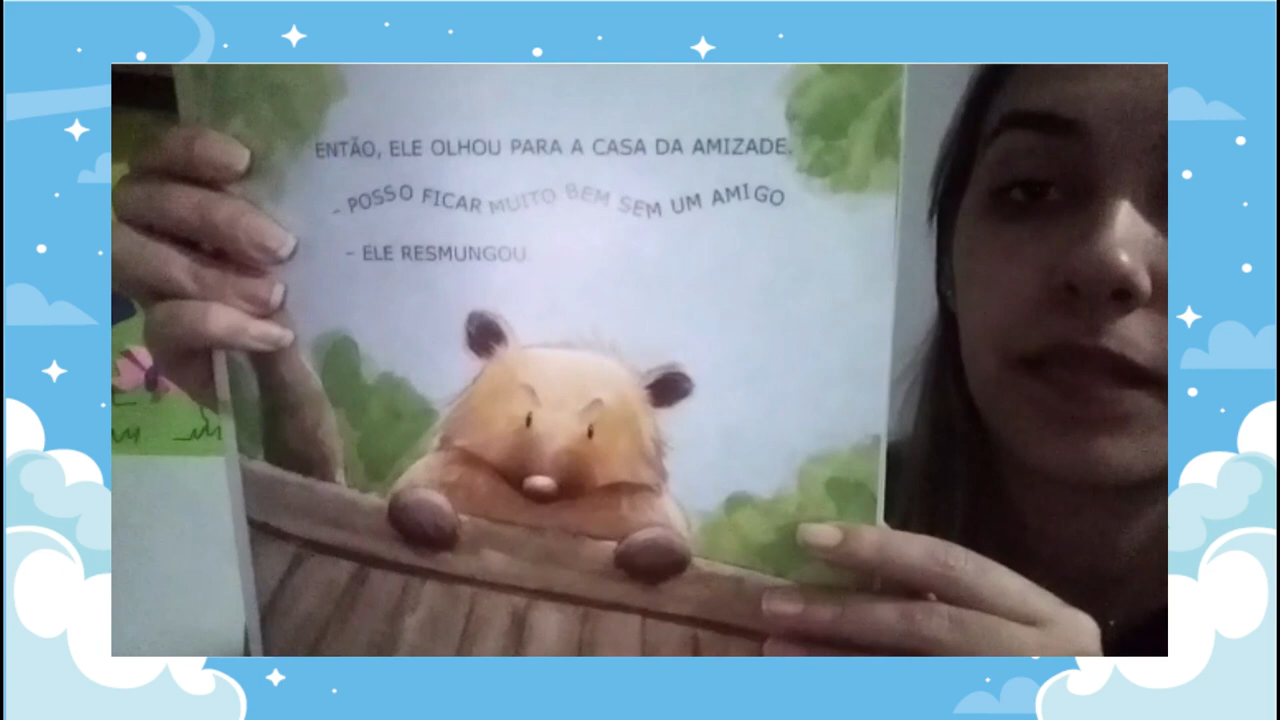 ENTÃO, ELE OLHOU PARA A CASA DA AMIZADE.
- POSSO FICAR MUITO BEM SEM UM AMIGO
- ELE RESMUNGOU